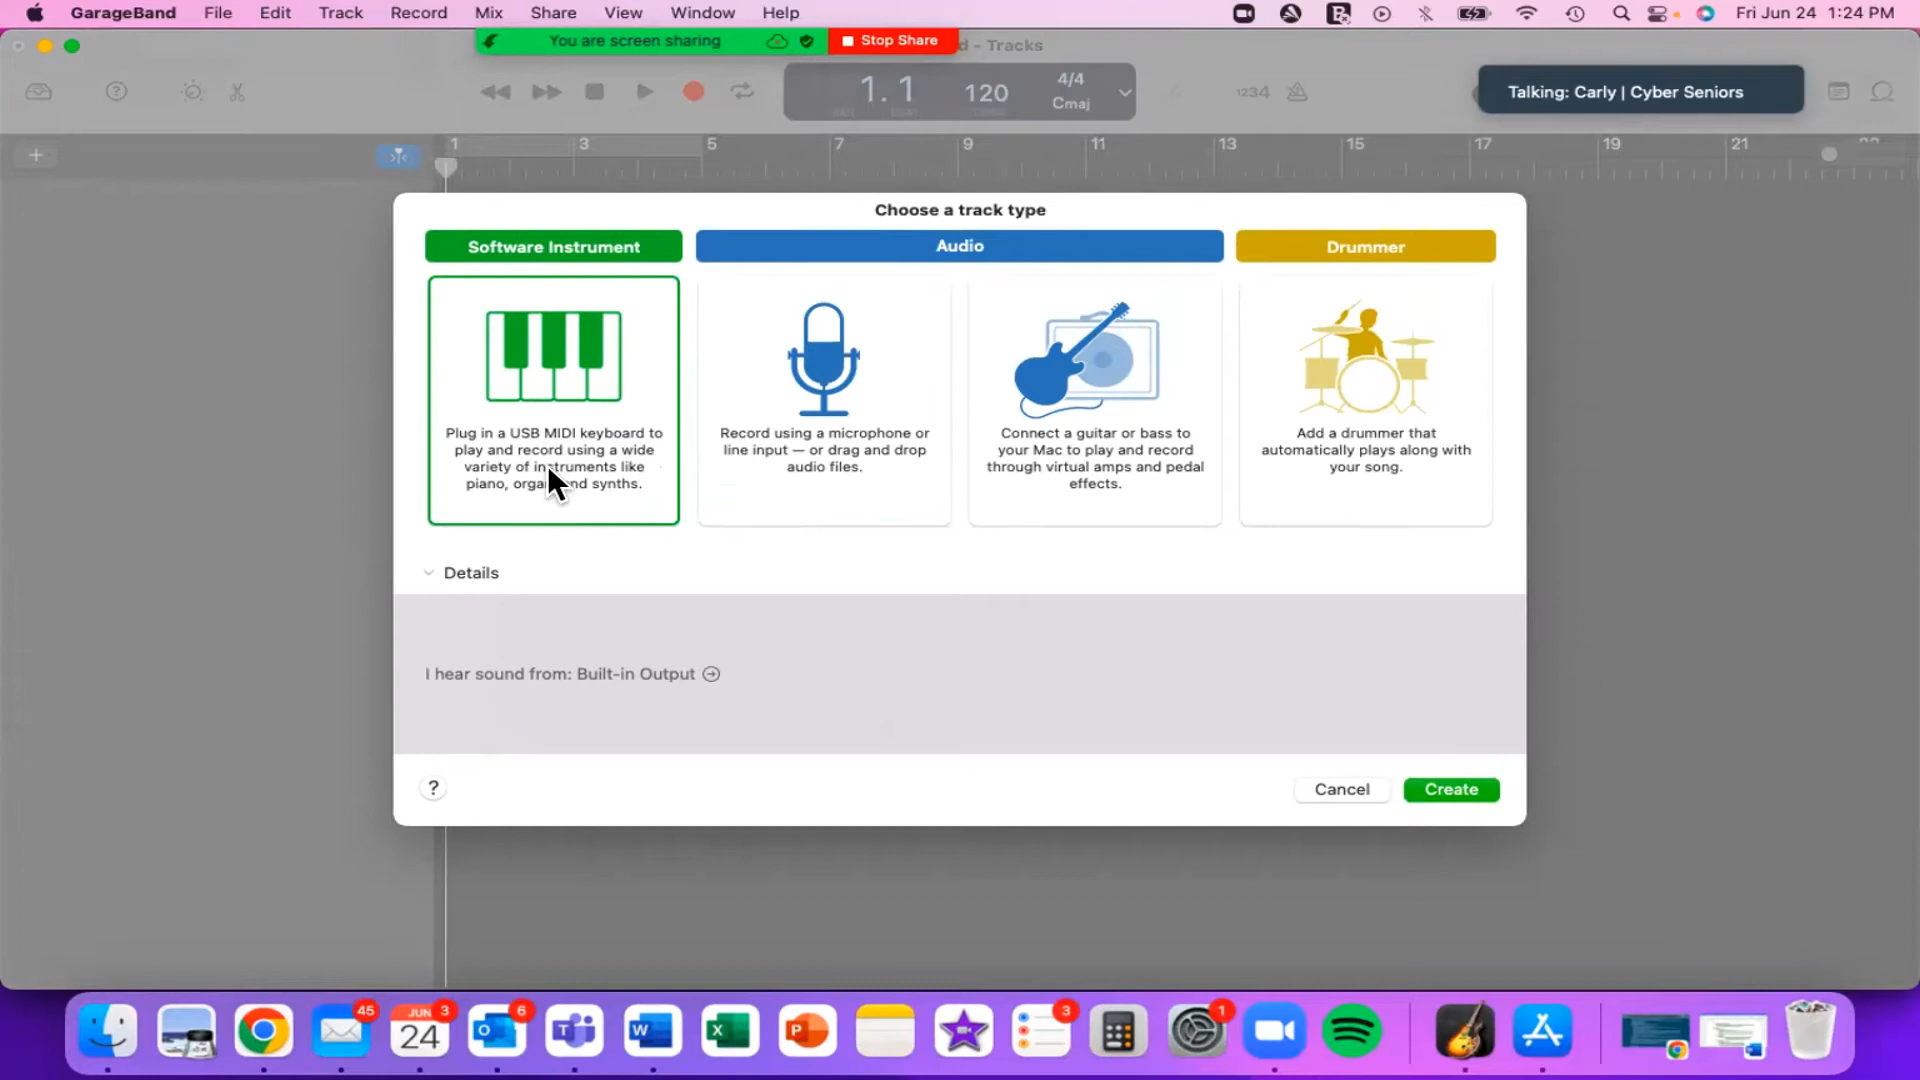 GarageBand File Edit Track Record Mix Share View Window Help Fri Jun 24 1:24 PM
You are screen sharing Stop Share d - Tracks
1.1 120 4/4 Cmaj 1234 Talking: Carly | Cyber Seniors
1 3 5 7 9 11 13 15 17 19 21
Choose a track type
Software Instrument Audio Drummer
Plug in a USB MIDI keyboard to
play and record using a wide
variety of instruments like
piano, and synths.
Record using a microphone or
line input — or drag and drop
audio files.
Connect a guitar or bass to
your Mac to play and record
through virtual amps and pedal
effects.
Add a drummer that
automatically plays along with
your song.
Details
I hear sound from: Built-in Output
? Cancel Create
45 3 6 3 1
JUN
24
O T W X P